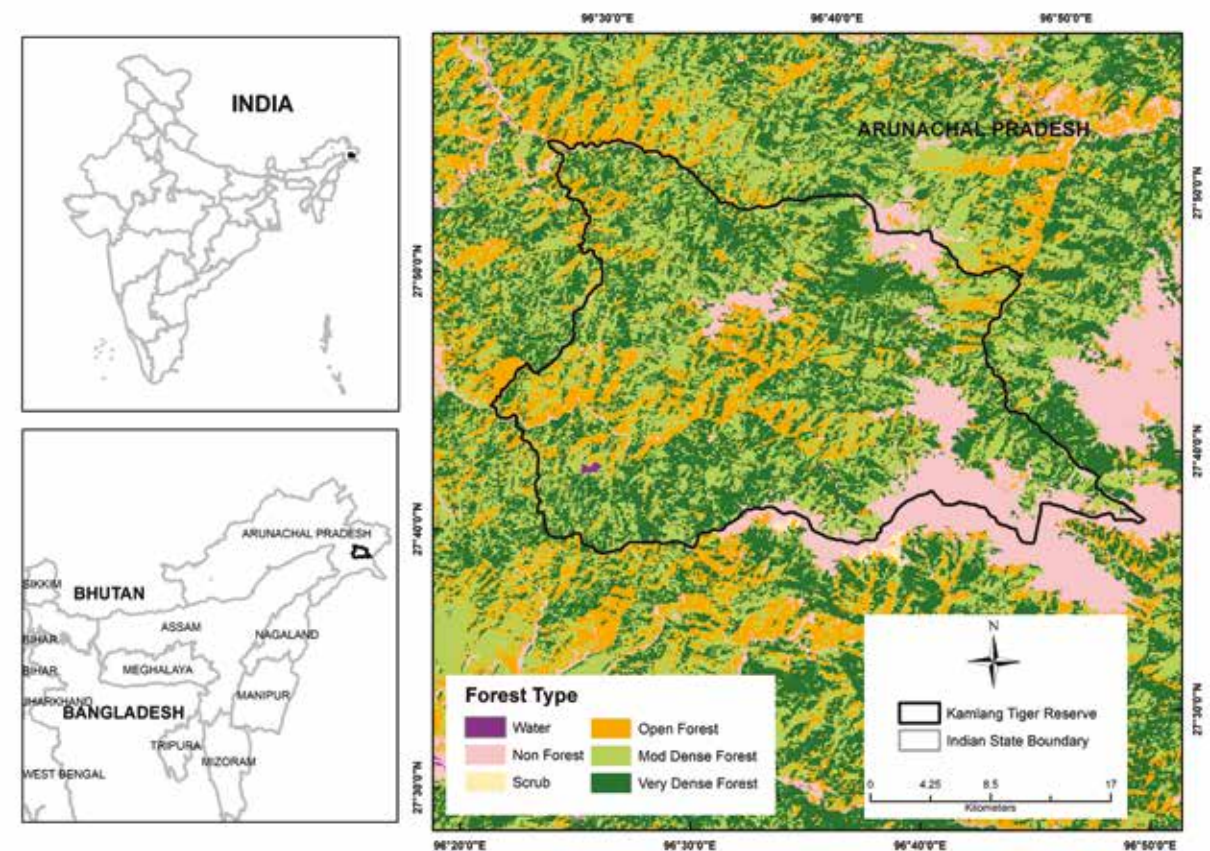 INDIA
ARUNACHAL PRADESH
SIKKIM
BHUTAN
ASSAM
NAGALAND
BIHAR
MEGHALAYA
BIHAR
MANIPUR
JHARKHAND
BANGLADESH
TRIPURA
MIZORAM
WEST BENGAL
96°30'0"E
96°40'0"E
96°50'0"E
ARUNACHAL PRADESH
27°50'0"N
27°50'0"N
27°40'0"N
27°40'0"N
27°30'0"N
27°30'0"N
Forest Type
Water
Non Forest
Scrub
Open Forest
Mod Dense Forest
Very Dense Forest
N
Kamlang Tiger Reserve
Indian State Boundary
0 4.25 8.5 17
Kilometers
96°20'0"E
96°30'0"E
96°40'0"E
96°50'0"E